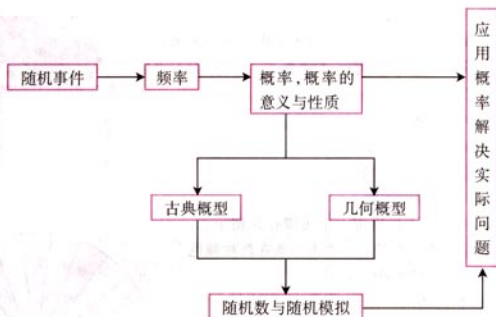 随机事件
频率
概率，概率的
意义与性质
应用概率解决实际问题
古典概型
几何概型
随机数与随机模拟